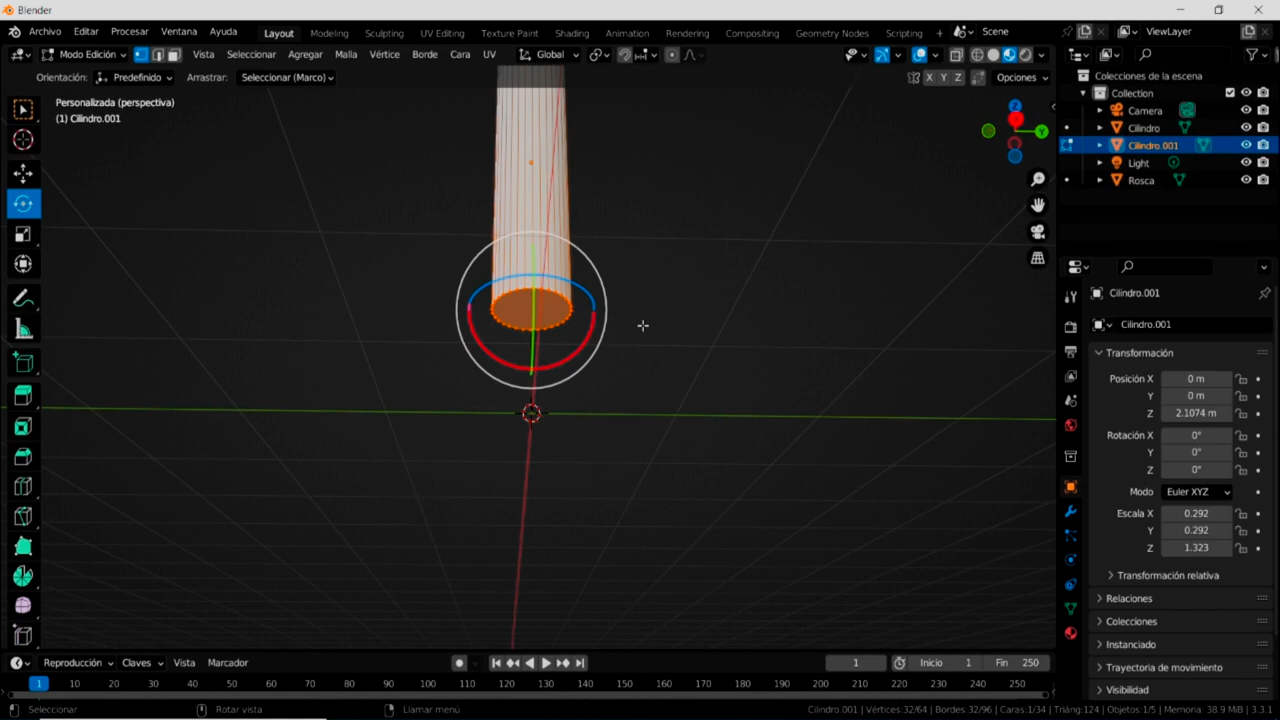 Blender
Archivo Editar Procesar Ventana Ayuda Layout Modeling Sculpting UV Editing Texture Paint Shading Animation Rendering Compositing Geometry Nodes Scripting + Scene ViewLayer
Modo Edición Vista Seleccionar Agregar Malla Vértice Borde Cara UV Global
Orientación: Predefinido Arrastrar: Seleccionar (Marco) X Y Z Opciones
Personalizada (perspectiva)
(1) Cilindro.001
Z
Y
Colecciones de la escena
Collection
Camera
Cilindro
Cilindro.001
Light
Rosca
Cilindro.001
Cilindro.001
Transformación
Posición X 0 m
Y 0 m
Z 2.1074 m
Rotación X 0°
Y 0°
Z 0°
Modo Euler XYZ
Escala X 0.292
Y 0.292
Z 1.323
Transformación relativa
Relaciones
Colecciones
Instanciado
Trayectoria de movimiento
Visibilidad
Reproducción Claves Vista Marcador 1 Inicio 1 Fin 250
1 10 20 30 40 50 60 70 80 90 100 110 120 130 140 150 160 170 180 190 200 210 220 230 240 250
Seleccionar Rotar vista Llamar menú Cilindro.001 | Vértices:32/64 | Bordes:32/96 | Caras:1/34 | Triáng:124 | Objetos:1/5 | Memoria: 38.9 MiB | 3.3.1